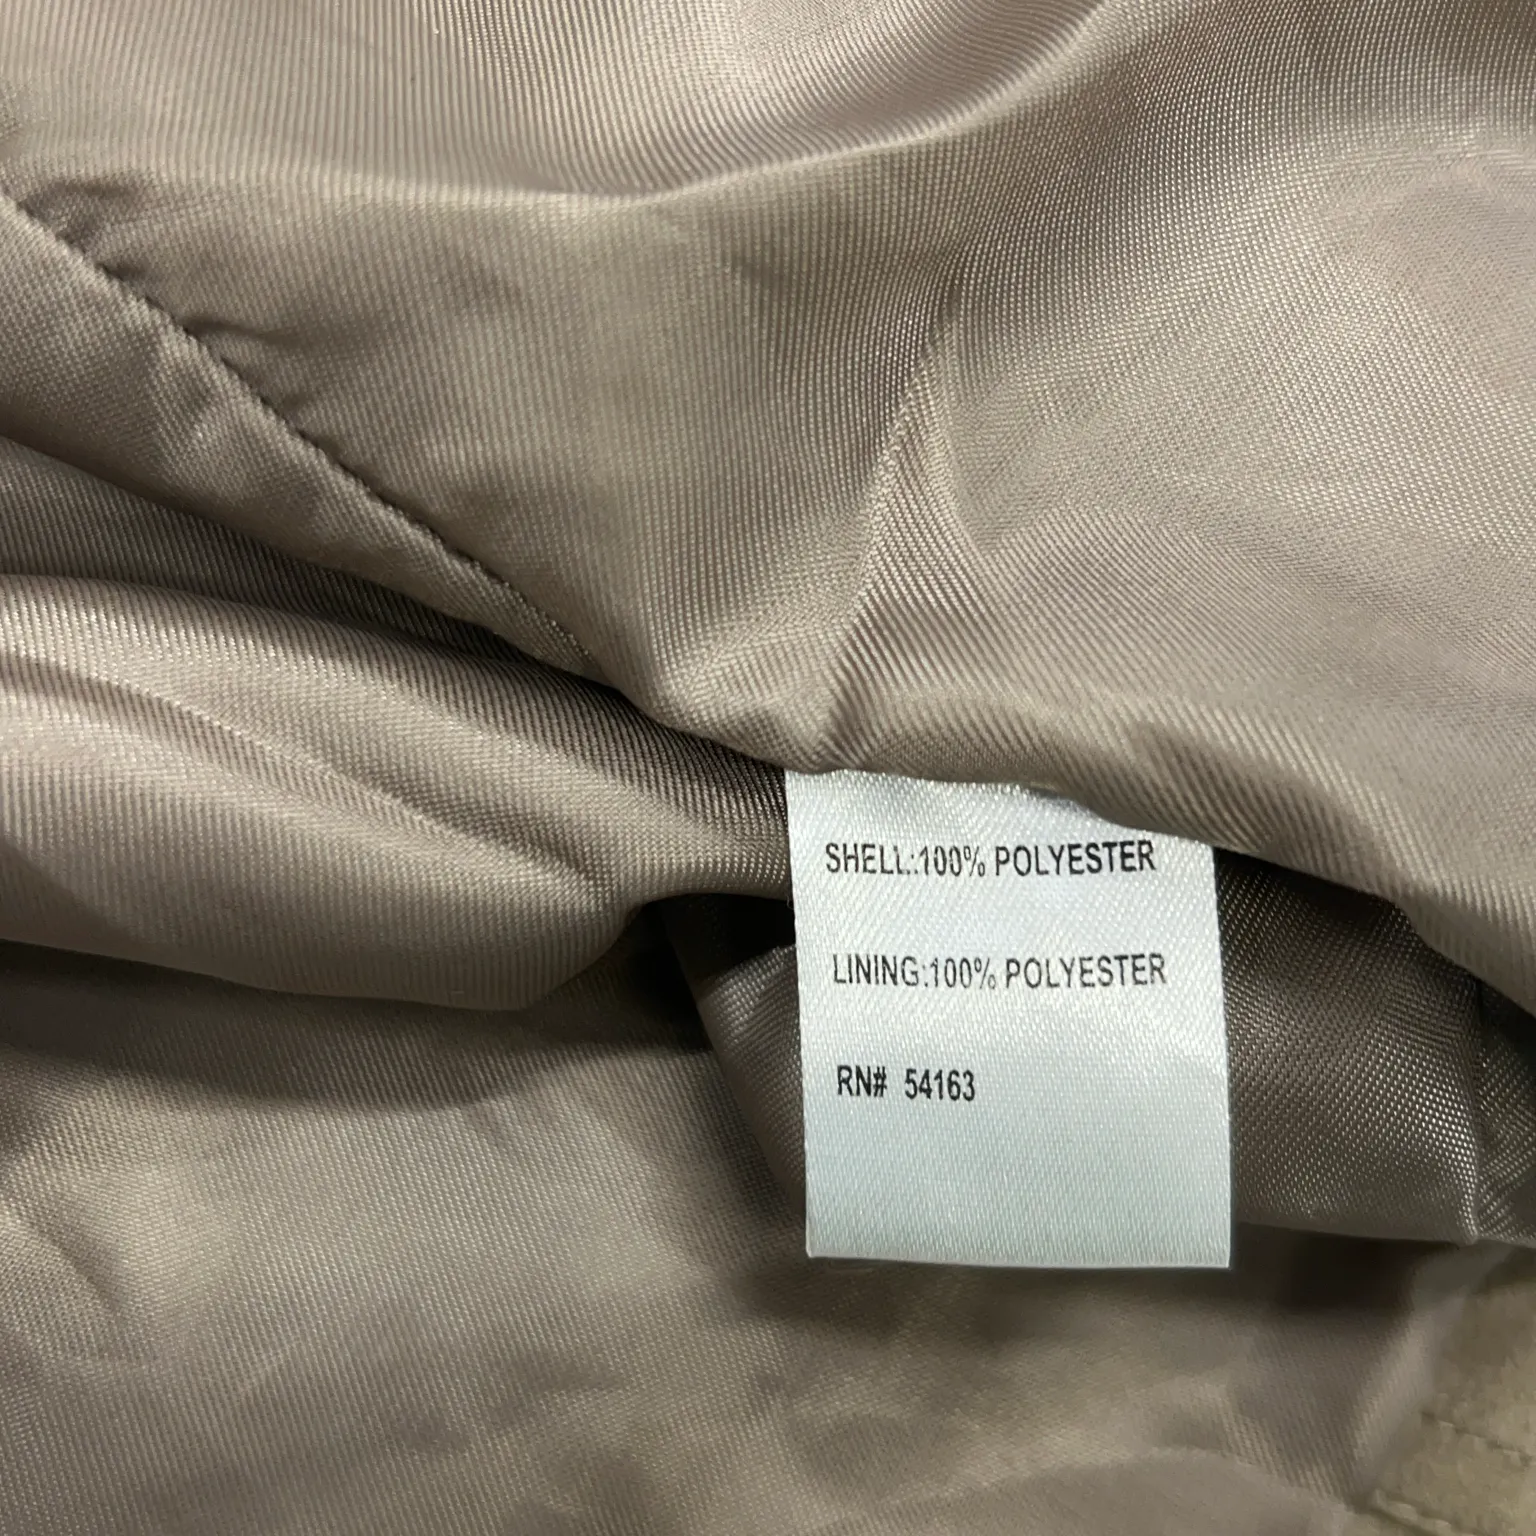 SHELL:100% POLYESTER
LINING:100% POLYESTER
RN# 54163